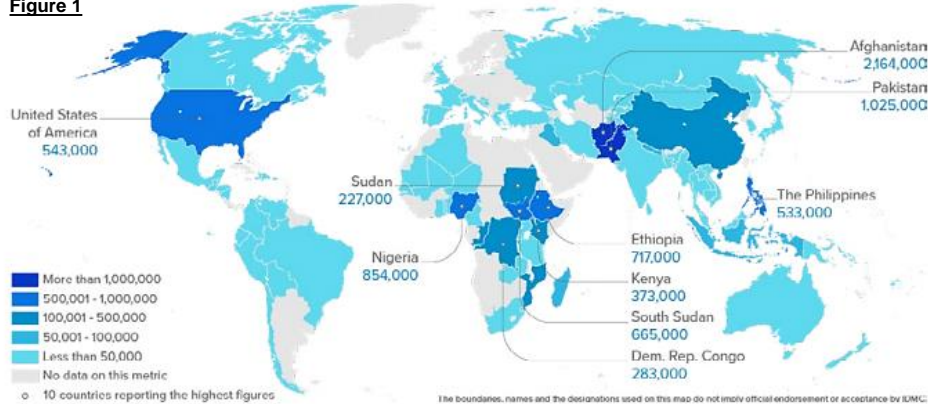 Figure 1
Afghanistan
2,164,000
Pakistan
1,025,000
United States
of America
543,000
Sudan
227,000
The Philippines
533,000
Nigeria
854,000
Ethiopia
717,000
Kenya
373,000
South Sudan
665,000
Dem. Rep. Congo
283,000
More than 1,000,000
500,001 - 1,000,000
100,001 - 500,000
50,001 - 100,000
Less than 50,000
No data on this metric
10 countries reporting the highest figures
The boundaries, names and the designations used on this map do not imply official endorsement or acceptance by IDMC.